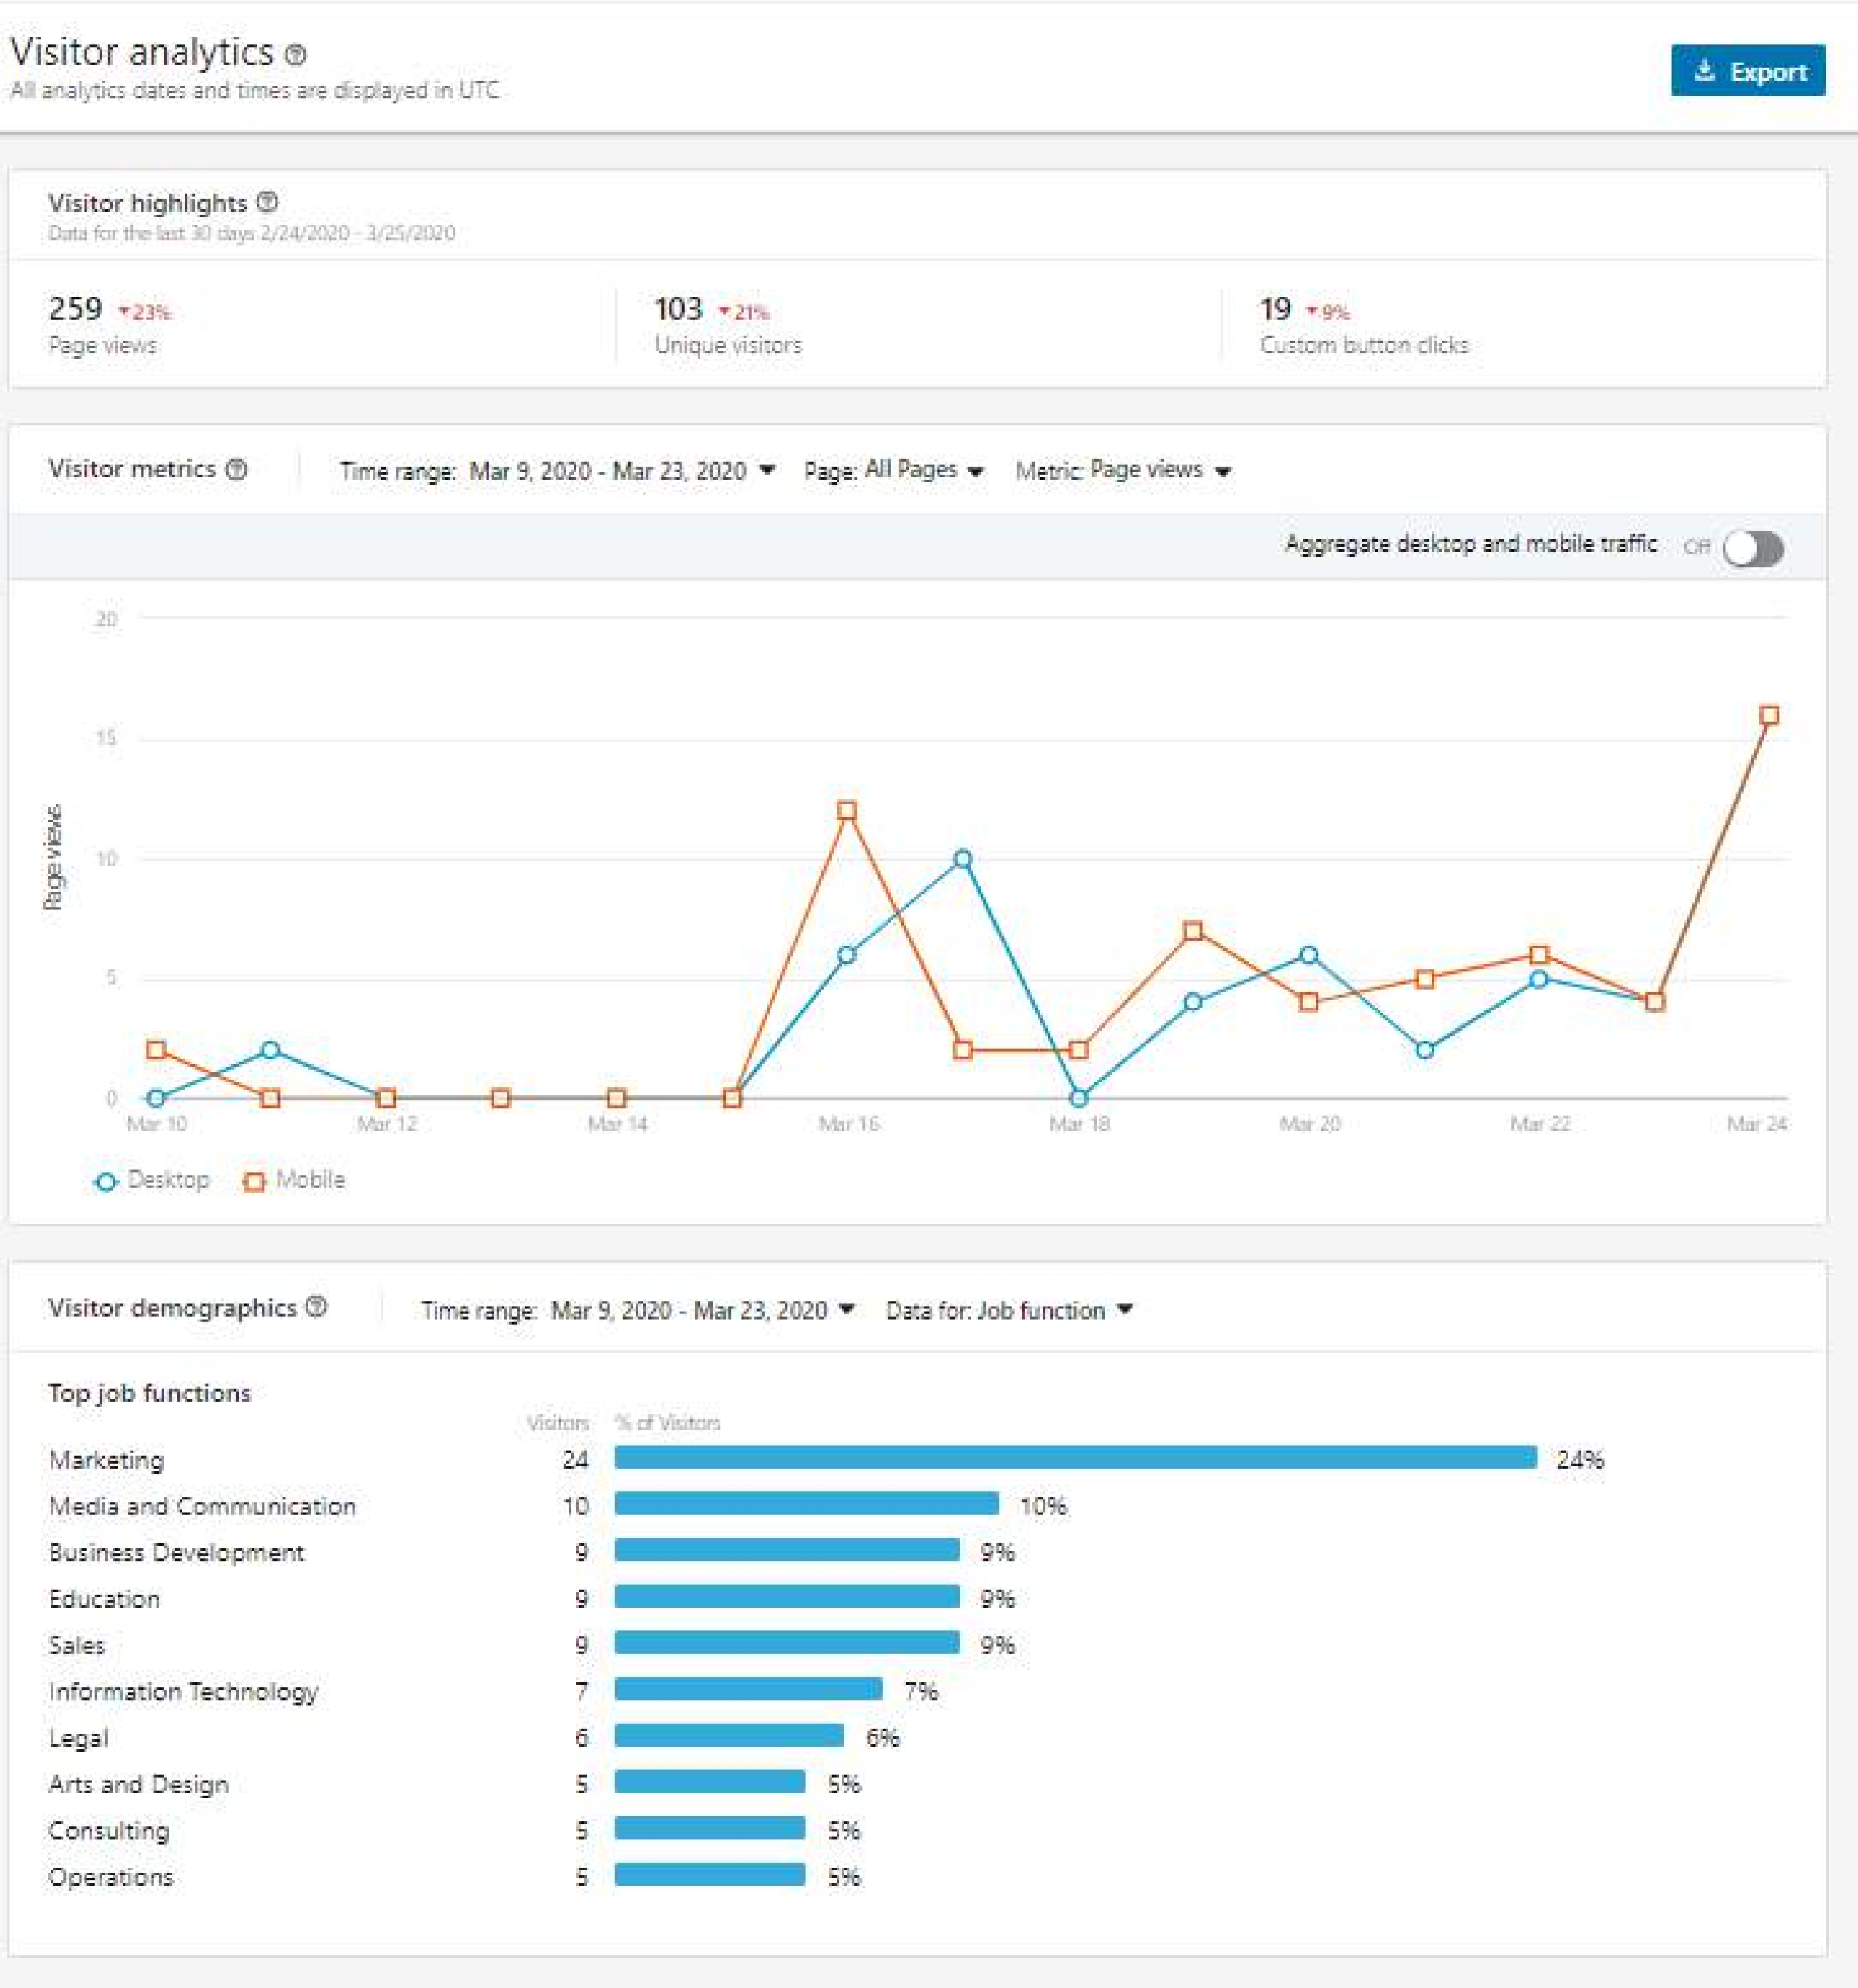 Visitor analytics
All analytics dates and times are displayed in UTC
Export
Visitor highlights
Data for the last 30 days 2/24/2020 - 3/25/2020
259 ▼23%
Page views
103 ▼21%
Unique visitors
19 ▼9%
Custom button clicks
Visitor metrics
Time range: Mar 9, 2020 - Mar 23, 2020
Page: All Pages
Metric: Page views
Aggregate desktop and mobile traffic Off
Page views
20
15
10
5
0
Mar 10 Mar 12 Mar 14 Mar 16 Mar 18 Mar 20 Mar 22 Mar 24
Desktop Mobile
Visitor demographics
Time range: Mar 9, 2020 - Mar 23, 2020
Data for: Job function
Top job functions
Visitors % of Visitors
Marketing 24 24%
Media and Communication 10 10%
Business Development 9 9%
Education 9 9%
Sales 9 9%
Information Technology 7 7%
Legal 6 6%
Arts and Design 5 5%
Consulting 5 5%
Operations 5 5%